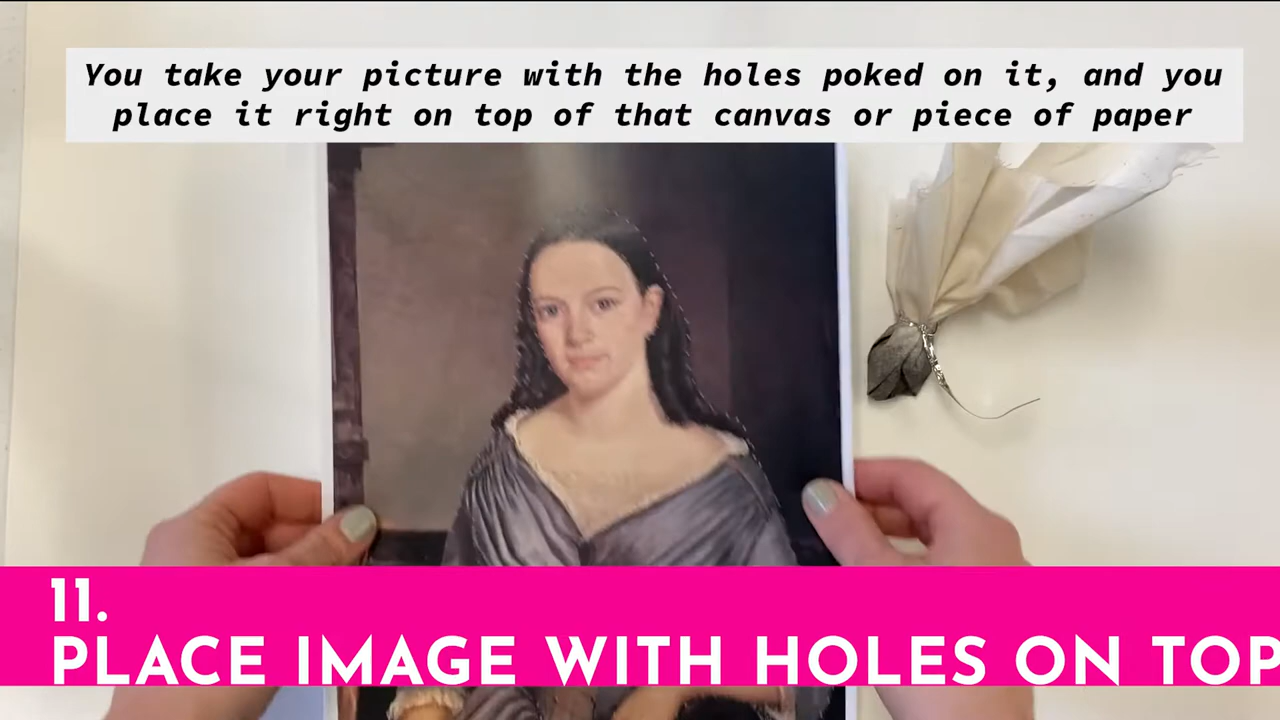 You take your picture with the holes poked on it, and you
place it right on top of that canvas or piece of paper
11.
PLACE IMAGE WITH HOLES ON TOP